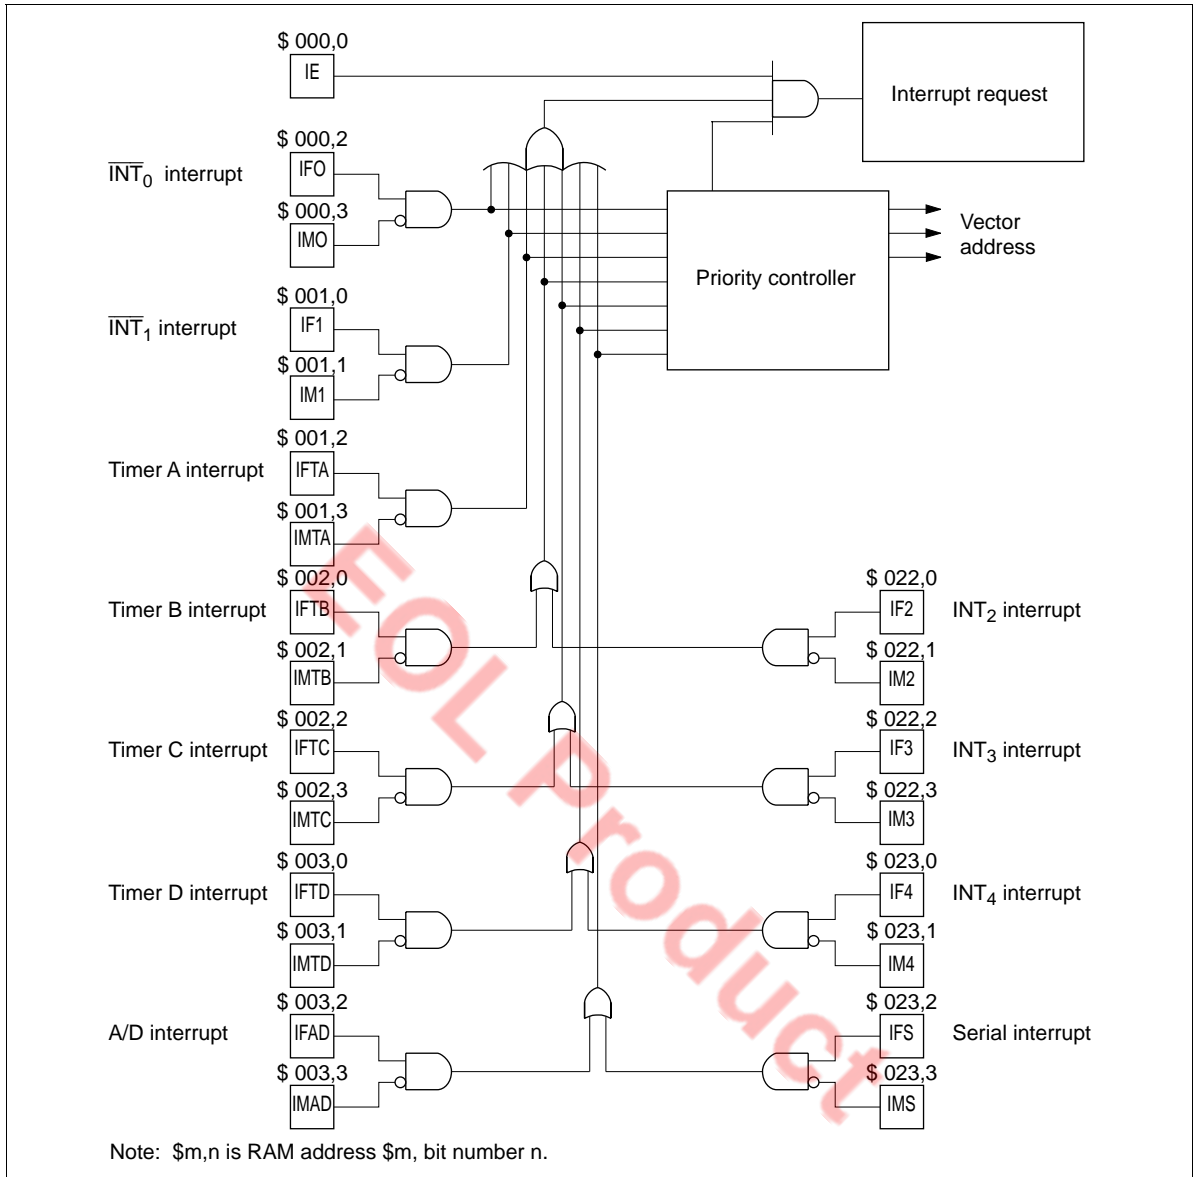 $ 000,0
IE
Interrupt request
$ 000,2
INT0 interrupt
IFO
$ 000,3
IMO
Priority controller
Vector
address
$ 001,0
INT1 interrupt
IF1
$ 001,1
IM1
$ 001,2
Timer A interrupt
IFTA
$ 001,3
IMTA
$ 002,0
Timer B interrupt
IFTB
$ 002,1
IMTB
$ 022,0
IF2
INT2 interrupt
$ 022,1
IM2
$ 002,2
Timer C interrupt
IFTC
$ 002,3
IMTC
$ 022,2
IF3
INT3 interrupt
$ 022,3
IM3
$ 003,0
Timer D interrupt
IFTD
$ 003,1
IMTD
$ 023,0
IF4
INT4 interrupt
$ 023,1
IM4
$ 003,2
A/D interrupt
IFAD
$ 003,3
IMAD
$ 023,2
IFS
Serial interrupt
$ 023,3
IMS
EOL Product
Note: $m,n is RAM address $m, bit number n.